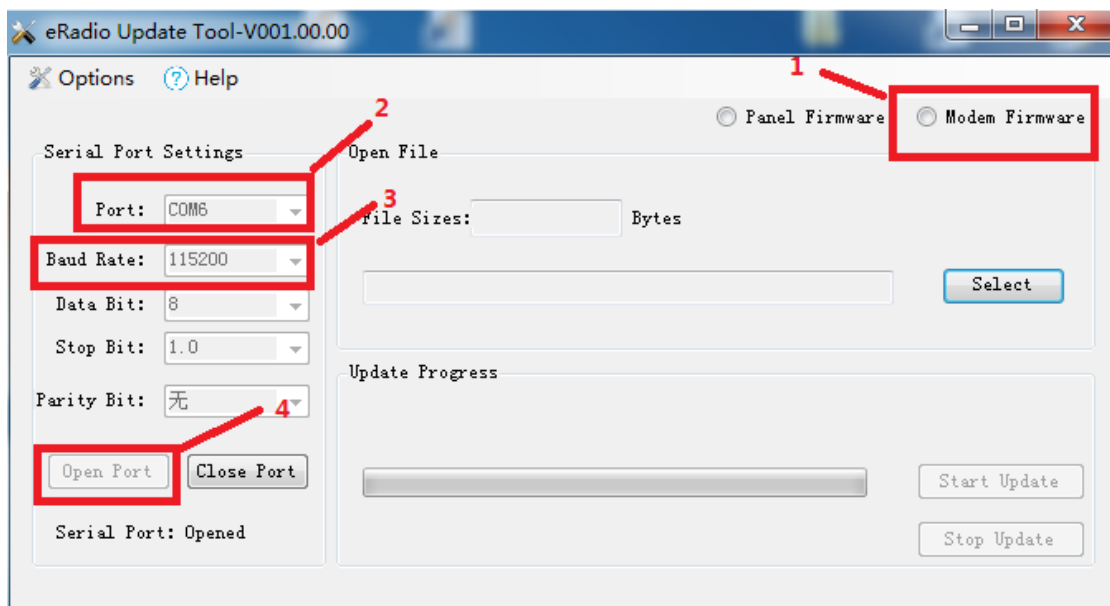 eRadio Update Tool-V001.00.00
Options Help
1
Panel Firmware Modem Firmware
2
Serial Port Settings
Port: COM6
3
Baud Rate: 115200
Data Bit: 8
Stop Bit: 1.0
Parity Bit: 无
4
Open Port Close Port
Serial Port: Opened
Open File
File Sizes: Bytes
Select
Update Progress
Start Update
Stop Update